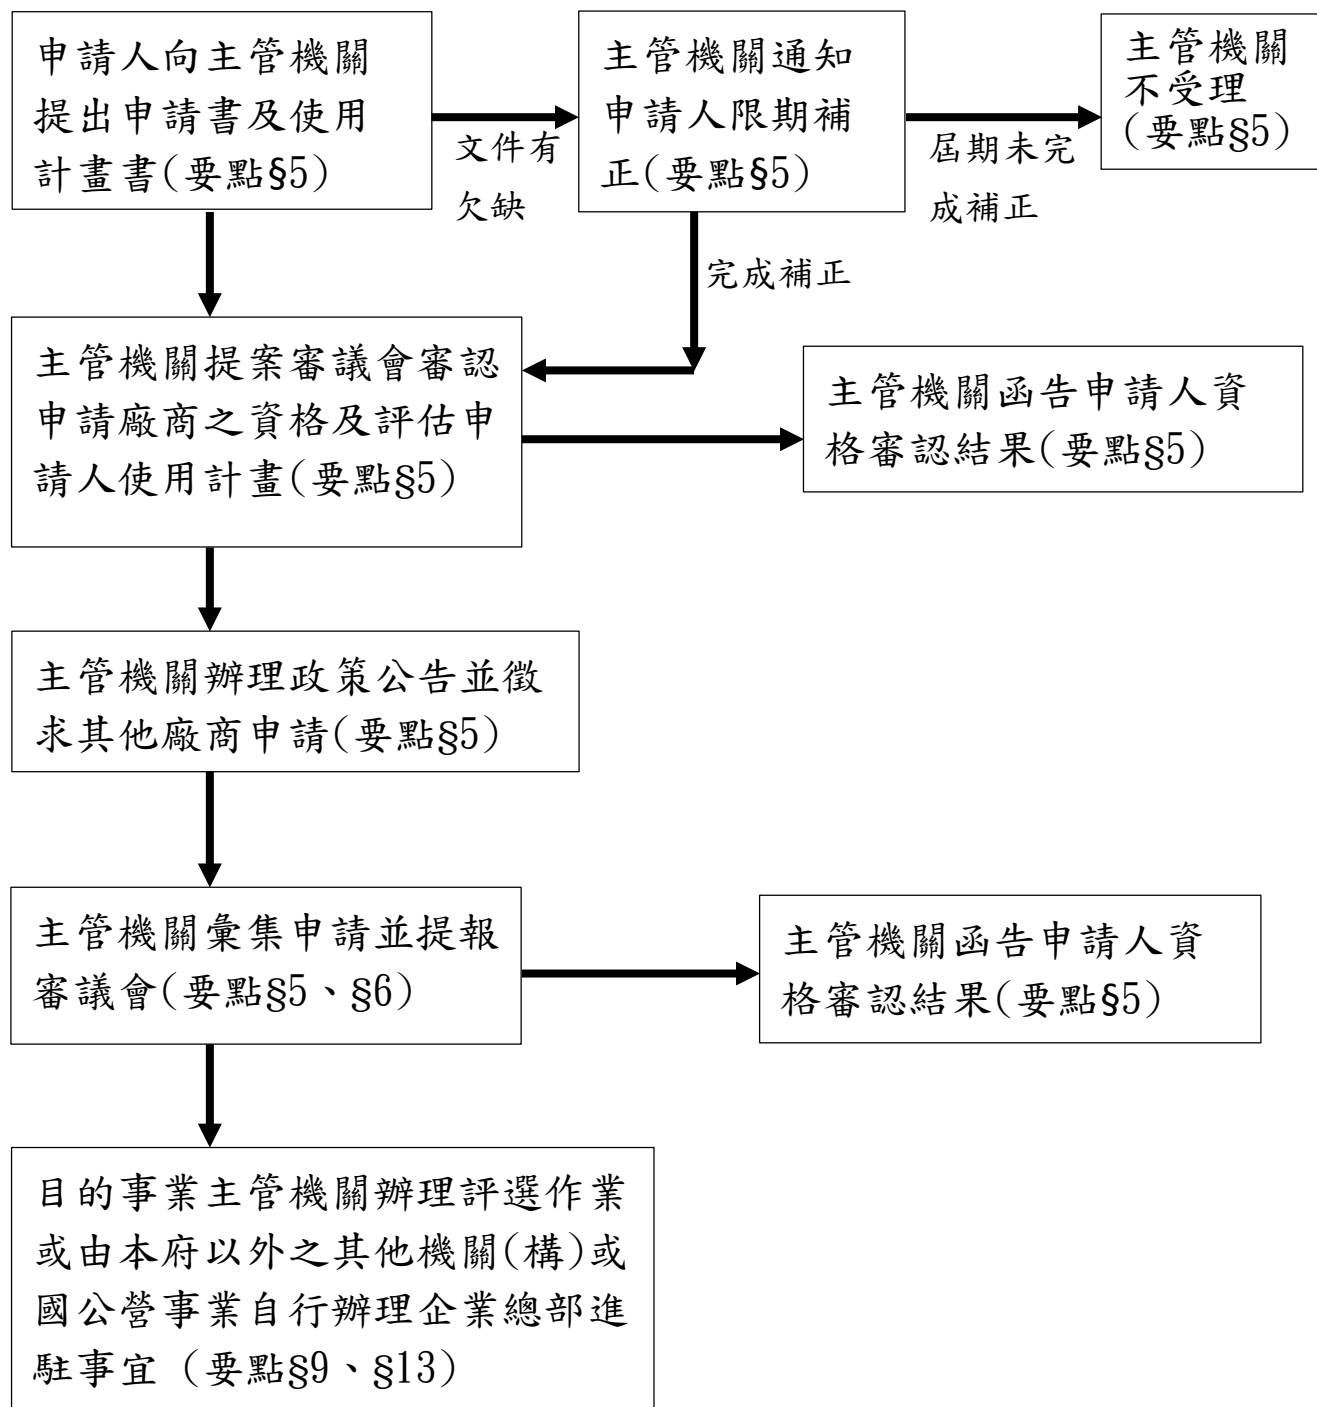 申請人向主管機關
提出申請書及使用
計畫書(要點§5)
文件有
欠缺
主管機關通知
申請人限期補
正(要點§5)
屆期未完
成補正
主管機關
不受理
(要點§5)
完成補正
主管機關提案審議會審認
申請廠商之資格及評估申
請人使用計畫(要點§5)
主管機關函告申請人資
格審認結果(要點§5)
主管機關辦理政策公告並徵
求其他廠商申請(要點§5)
主管機關彙集申請並提報
審議會(要點§5、§6)
主管機關函告申請人資
格審認結果(要點§5)
目的事業主管機關辦理評選作業
或由本府以外之其他機關(構)或
國公營事業自行辦理企業總部進
駐事宜 (要點§9、§13)